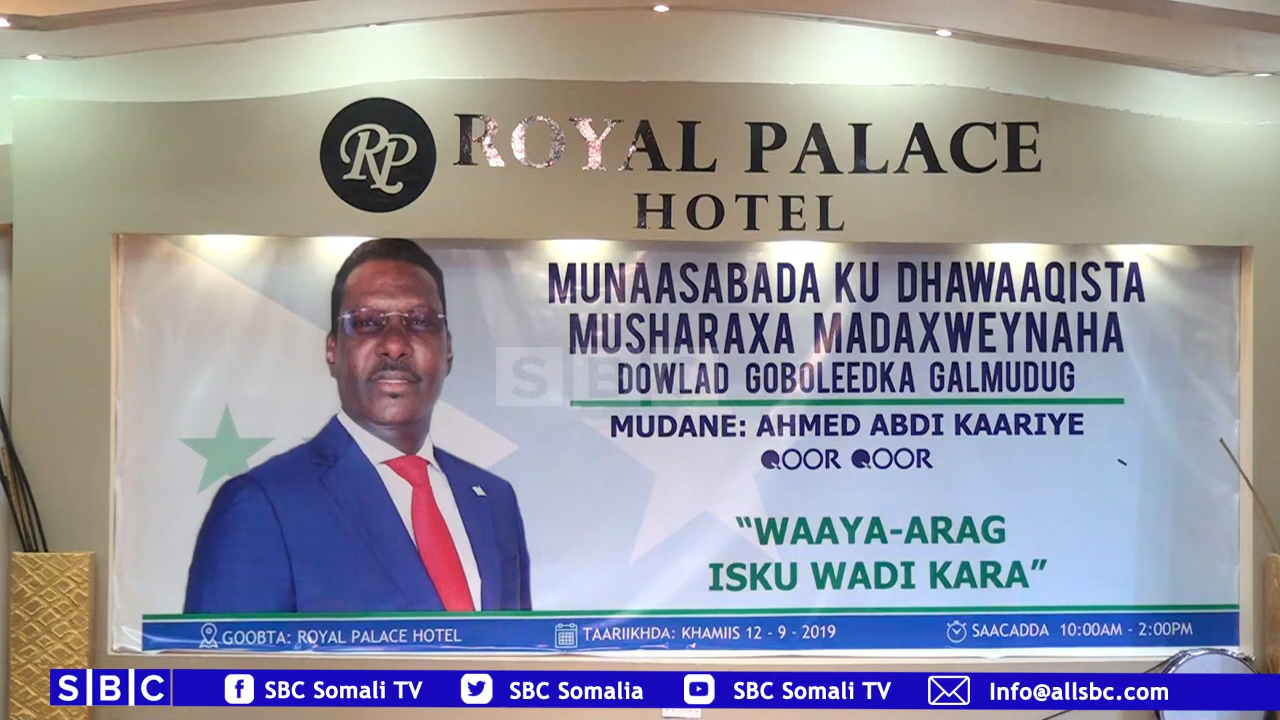 RP ROYAL PALACE
HOTEL
MUNAASABADA KU DHAWAAQISTA
MUSHARAXA MADAXWEYNAHA
DOWLAD GOBOLEEDKA GALMUDUG
SBC
MUDANE: AHMED ABDI KAARIYE
QOOR QOOR
"WAAYA-ARAG
ISKU WADI KARA"
GOOBTA: ROYAL PALACE HOTEL TAARIIKHDA: KHAMIIS 12 - 9 - 2019 SAACADDA 10:00AM - 2:00PM
S|B|C SBC Somali TV SBC Somalia SBC Somali TV Info@allsbc.com